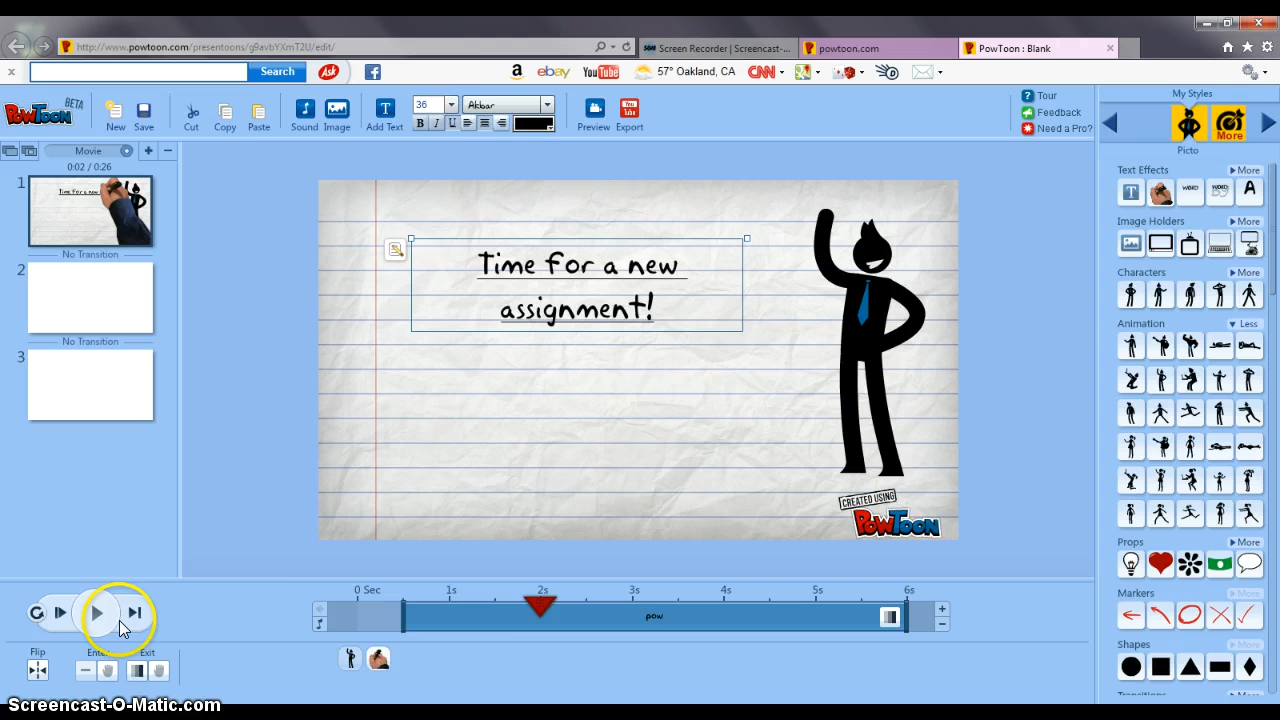 http://www.powtoon.com/presentoons/g9avbYXmT2U/edit/
Screen Recorder | Screencast-...
powtoon.com
PowToon : Blank
Search
Ask
a
ebay
YouTube
57° Oakland, CA
CNN
PowToon BETA
New
Save
Cut
Copy
Paste
Sound
Image
Add Text
36
Akbar
B I U
Preview
Export
Tour
Feedback
Need a Pro?
My Styles
More
Picto
Movie
0:02 / 0:26
1
No Transition
2
No Transition
3
Time for a new
assignment!
CREATED USING
PowToon
Text Effects
More
T
WORD
A
Image Holders
More
Characters
More
Animation
Less
Props
More
Markers
More
Shapes
More
0 Sec
1s
2s
3s
4s
5s
6s
pow
Flip
Exit
Screencast-O-Matic.com